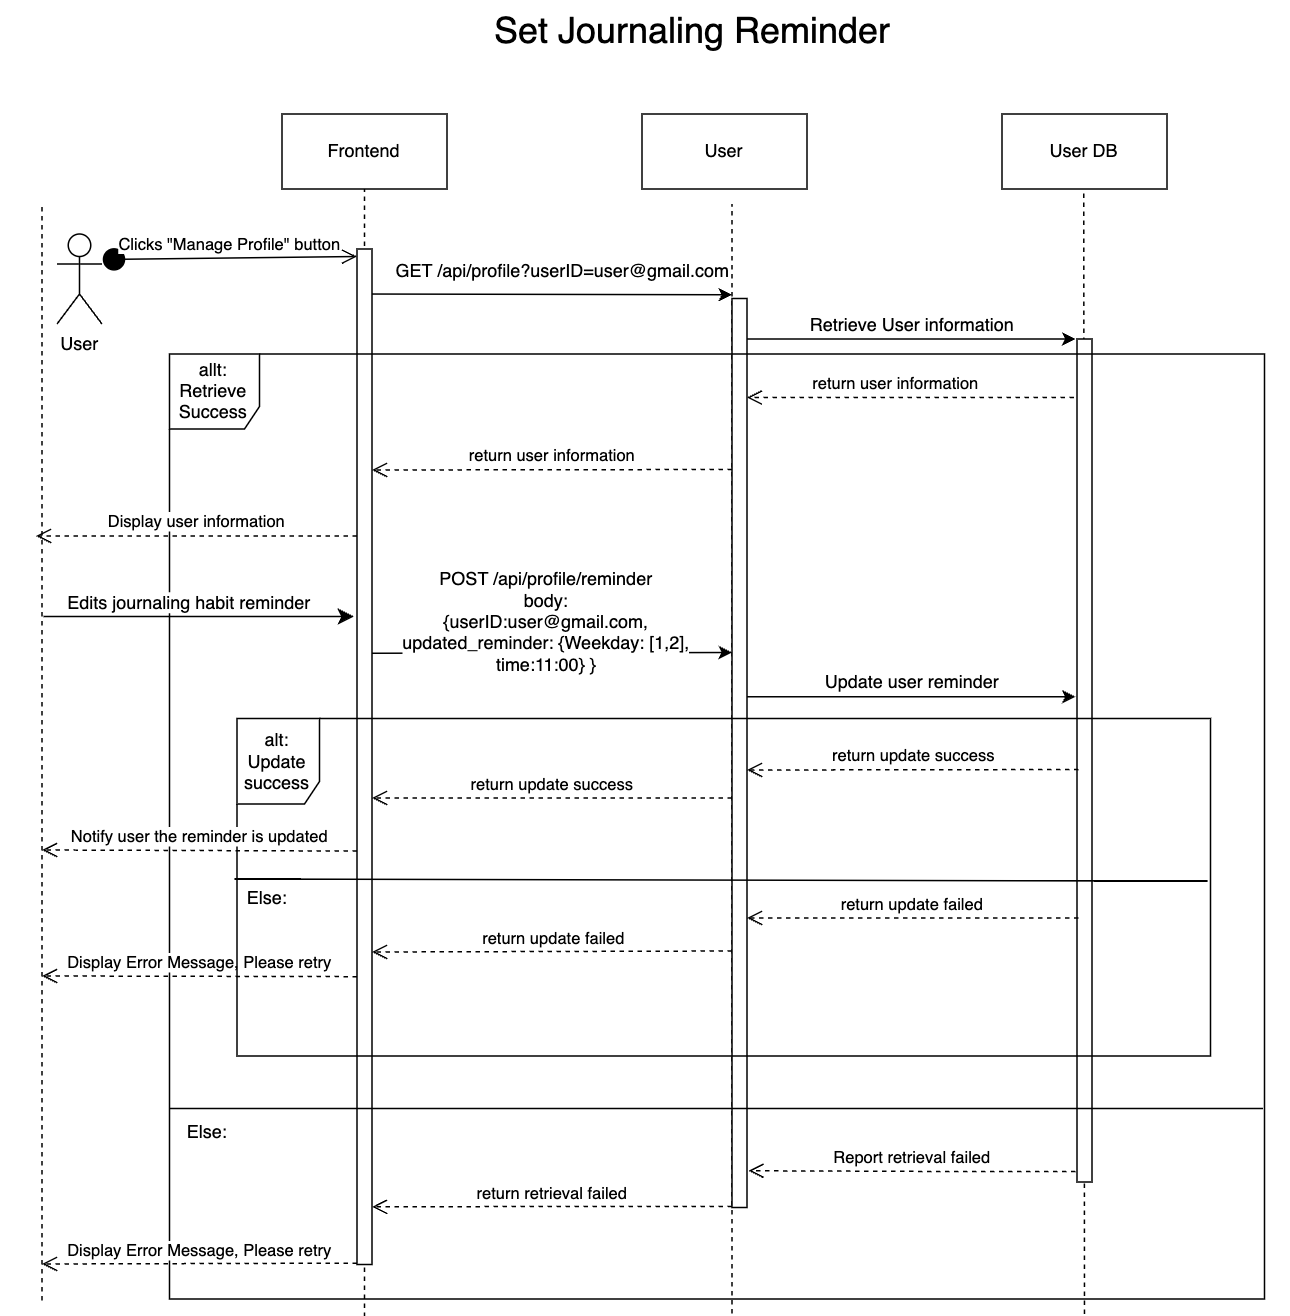 Set Journaling Reminder
Frontend
User
User DB
Clicks "Manage Profile" button
GET /api/profile?userID=user@gmail.com
User
Retrieve User information
allt:
Retrieve
Success
return user information
return user information
Display user information
Edits journaling habit reminder
POST /api/profile/reminder
body:
{userID:user@gmail.com,
updated_reminder: {Weekday: [1,2],
time:11:00} }
Update user reminder
alt:
Update
success
return update success
return update success
Notify user the reminder is updated
Else:
return update failed
return update failed
Display Error Message, Please retry
Else:
Report retrieval failed
return retrieval failed
Display Error Message, Please retry